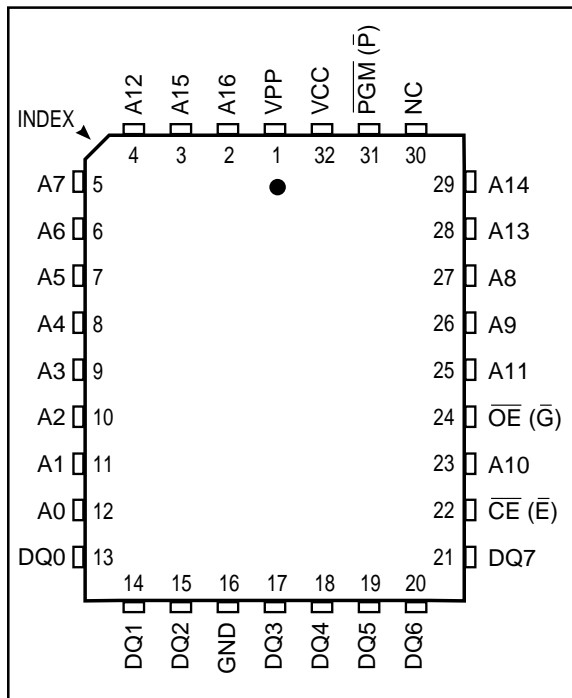 A12 A15 A16 VPP VCC P̅G̅M̅ (P̅) NC
INDEX
4 3 2 1 32 31 30
A7 5 29 A14
A6 6 28 A13
A5 7 27 A8
A4 8 26 A9
A3 9 25 A11
A2 10 24 O̅E̅ (G̅)
A1 11 23 A10
A0 12 22 C̅E̅ (E̅)
DQ0 13 21 DQ7
14 15 16 17 18 19 20
DQ1 DQ2 GND DQ3 DQ4 DQ5 DQ6